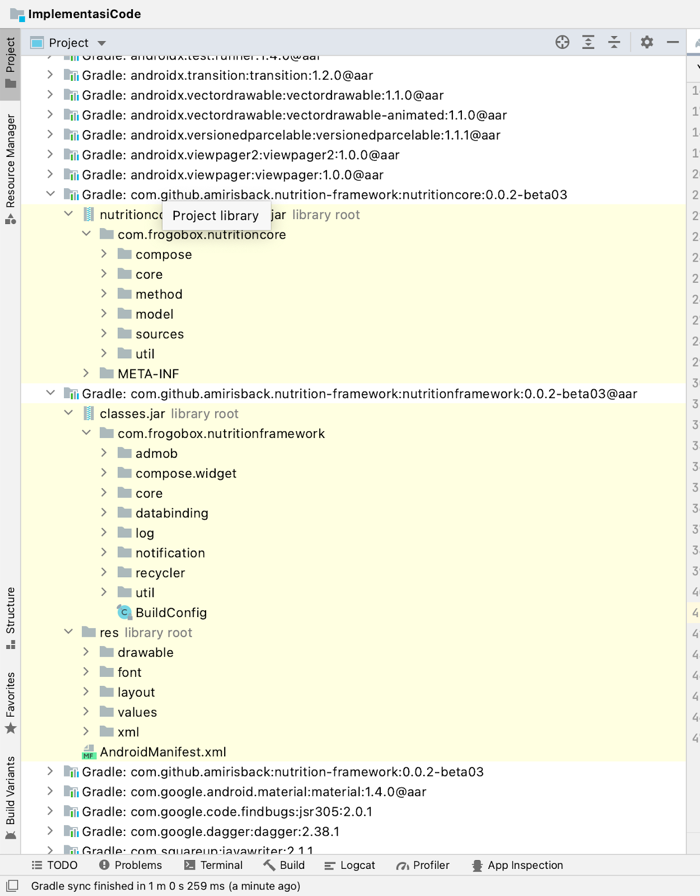 ImplementasiCode
Project
Gradle: androidx.test:runner:1.4.0@aar
Gradle: androidx.transition:transition:1.2.0@aar
Gradle: androidx.vectordrawable:vectordrawable:1.1.0@aar
Gradle: androidx.vectordrawable:vectordrawable-animated:1.1.0@aar
Gradle: androidx.versionedparcelable:versionedparcelable:1.1.1@aar
Gradle: androidx.viewpager2:viewpager2:1.0.0@aar
Gradle: androidx.viewpager:viewpager:1.0.0@aar
Gradle: com.github.amirisback.nutrition-framework:nutritioncore:0.0.2-beta03
nutritionc
Project library
jar library root
com.frogobox.nutritioncore
compose
core
method
model
sources
util
META-INF
Gradle: com.github.amirisback.nutrition-framework:nutritionframework:0.0.2-beta03@aar
classes.jar library root
com.frogobox.nutritionframework
admob
compose.widget
core
databinding
log
notification
recycler
util
C BuildConfig
res library root
drawable
font
layout
values
xml
MF AndroidManifest.xml
Gradle: com.github.amirisback:nutrition-framework:0.0.2-beta03
Gradle: com.google.android.material:material:1.4.0@aar
Gradle: com.google.code.findbugs:jsr305:2.0.1
Gradle: com.google.dagger:dagger:2.38.1
Gradle: com.squareup:javawriter:2.1.1
Project
Resource Manager
Structure
Favorites
Build Variants
TODO Problems Terminal Build Logcat Profiler App Inspection
Gradle sync finished in 1 m 0 s 259 ms (a minute ago)